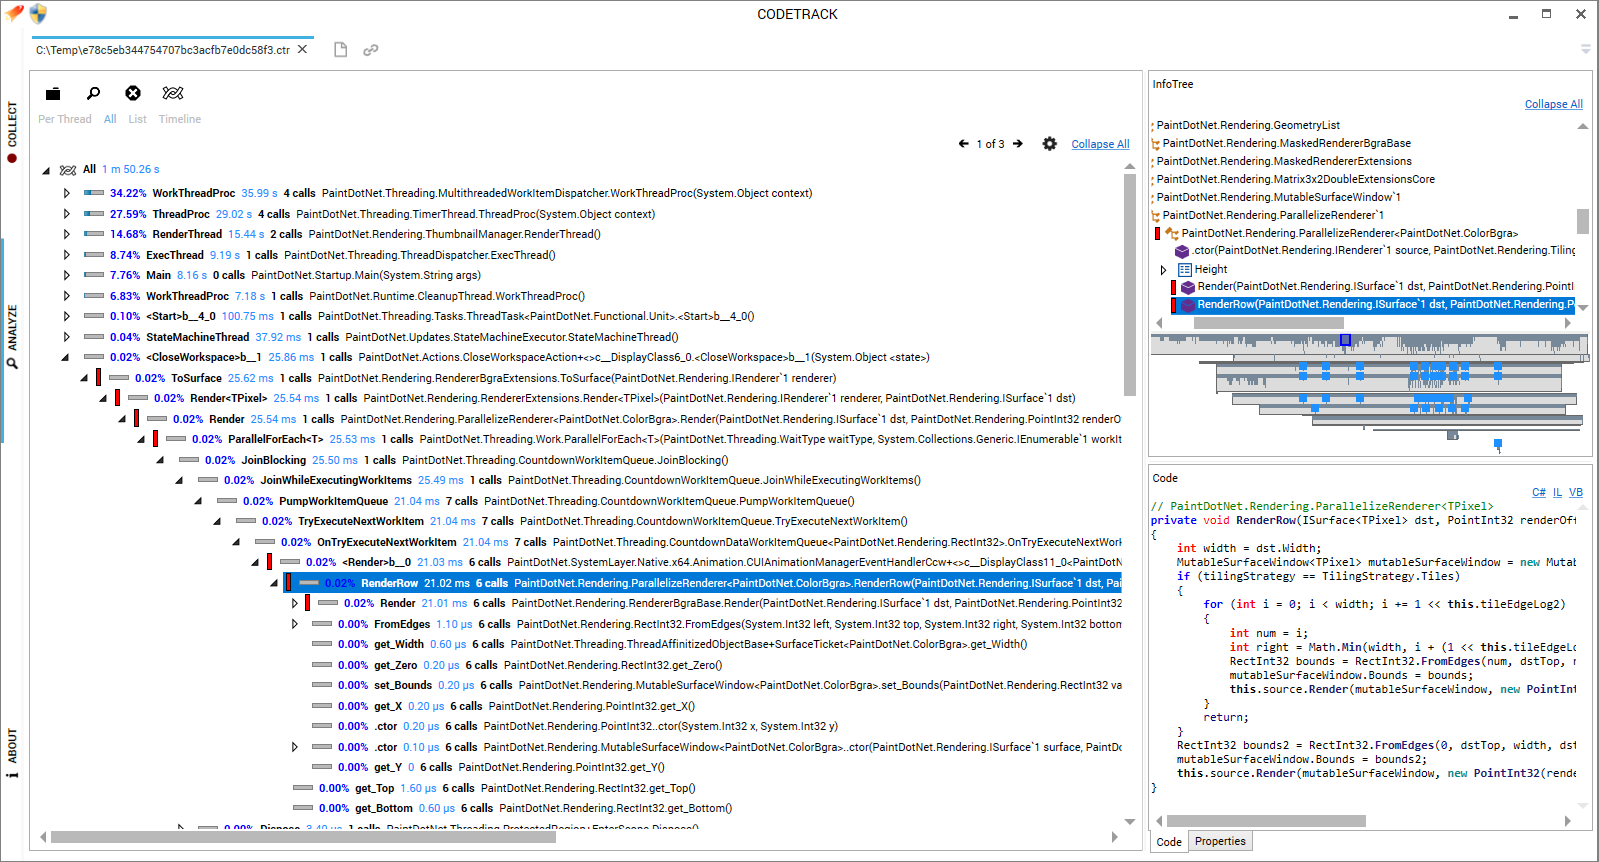 CODETRACK
C:\Temp\e78c5eb344754707bc3acfb7e0dc58f3.ctr
COLLECT
ANALYZE
ABOUT
Per Thread All List Timeline
1 of 3 Collapse All
All 1 m 50.26 s
34.22% WorkThreadProc 35.99 s 4 calls PaintDotNet.Threading.MultithreadedWorkItemDispatcher.WorkThreadProc(System.Object context)
27.59% ThreadProc 29.02 s 4 calls PaintDotNet.Threading.TimerThread.ThreadProc(System.Object context)
14.68% RenderThread 15.44 s 2 calls PaintDotNet.Rendering.ThumbnailManager.RenderThread()
8.74% ExecThread 9.19 s 1 calls PaintDotNet.Threading.ThreadDispatcher.ExecThread()
7.76% Main 8.16 s 0 calls PaintDotNet.Startup.Main(System.String args)
6.83% WorkThreadProc 7.18 s 1 calls PaintDotNet.Runtime.CleanupThread.WorkThreadProc()
0.10% <Start>b__4_0 100.75 ms 1 calls PaintDotNet.Threading.Tasks.ThreadTask<PaintDotNet.Functional.Unit>.<Start>b__4_0()
0.04% StateMachineThread 37.92 ms 1 calls PaintDotNet.Updates.StateMachineExecutor.StateMachineThread()
0.02% <CloseWorkspace>b__1 25.86 ms 1 calls PaintDotNet.Actions.CloseWorkspaceAction+<>c__DisplayClass6_0.<CloseWorkspace>b__1(System.Object <state>)
0.02% ToSurface 25.62 ms 1 calls PaintDotNet.Rendering.RendererBgraExtensions.ToSurface(PaintDotNet.Rendering.IRenderer`1 renderer)
0.02% Render<TPixel> 25.54 ms 1 calls PaintDotNet.Rendering.RendererExtensions.Render<TPixel>(PaintDotNet.Rendering.IRenderer`1 renderer, PaintDotNet.Rendering.ISurface`1 dst)
0.02% Render 25.54 ms 1 calls PaintDotNet.Rendering.ParallelizeRenderer<PaintDotNet.ColorBgra>.Render(PaintDotNet.Rendering.ISurface`1 dst, PaintDotNet.Rendering.PointInt32 renderOf
0.02% ParallelForEach<T> 25.53 ms 1 calls PaintDotNet.Threading.Work.ParallelForEach<T>(PaintDotNet.Threading.WaitType waitType, System.Collections.Generic.IEnumerable`1 workIt
0.02% JoinBlocking 25.50 ms 1 calls PaintDotNet.Threading.CountdownWorkItemQueue.JoinBlocking()
0.02% JoinWhileExecutingWorkItems 25.49 ms 1 calls PaintDotNet.Threading.CountdownWorkItemQueue.JoinWhileExecutingWorkItems()
0.02% PumpWorkItemQueue 21.04 ms 7 calls PaintDotNet.Threading.CountdownWorkItemQueue.PumpWorkItemQueue()
0.02% TryExecuteNextWorkItem 21.04 ms 7 calls PaintDotNet.Threading.CountdownWorkItemQueue.TryExecuteNextWorkItem()
0.02% OnTryExecuteNextWorkItem 21.04 ms 7 calls PaintDotNet.Threading.CountdownDataWorkItemQueue<PaintDotNet.Rendering.RectInt32>.OnTryExecuteNextWork
0.02% <Render>b__0 21.03 ms 6 calls PaintDotNet.SystemLayer.Native.x64.Animation.CUIAnimationManagerEventHandlerCcw+<>c__DisplayClass11_0<PaintDot
0.02% RenderRow 21.02 ms 6 calls PaintDotNet.Rendering.ParallelizeRenderer<PaintDotNet.ColorBgra>.RenderRow(PaintDotNet.Rendering.ISurface`1 dst, Pai
0.02% Render 21.01 ms 6 calls PaintDotNet.Rendering.RendererBgraBase.Render(PaintDotNet.Rendering.ISurface`1 dst, PaintDotNet.Rendering.PointInt32
0.00% FromEdges 1.10 µs 6 calls PaintDotNet.Rendering.RectInt32.FromEdges(System.Int32 left, System.Int32 top, System.Int32 right, System.Int32 bottom
0.00% get_Width 0.60 µs 6 calls PaintDotNet.Threading.ThreadAffinitizedObjectBase+SurfaceTicket<PaintDotNet.ColorBgra>.get_Width()
0.00% get_Zero 0.20 µs 6 calls PaintDotNet.Rendering.RectInt32.get_Zero()
0.00% set_Bounds 0.20 µs 6 calls PaintDotNet.Rendering.MutableSurfaceWindow<PaintDotNet.ColorBgra>.set_Bounds(PaintDotNet.Rendering.RectInt32 va
0.00% get_X 0.20 µs 6 calls PaintDotNet.Rendering.PointInt32.get_X()
0.00% .ctor 0.20 µs 6 calls PaintDotNet.Rendering.PointInt32..ctor(System.Int32 x, System.Int32 y)
0.00% .ctor 0.10 µs 6 calls PaintDotNet.Rendering.MutableSurfaceWindow<PaintDotNet.ColorBgra>..ctor(PaintDotNet.Rendering.ISurface`1 surface, PaintDo
0.00% get_Y 0 6 calls PaintDotNet.Rendering.PointInt32.get_Y()
0.00% get_Top 1.60 µs 6 calls PaintDotNet.Rendering.RectInt32.get_Top()
0.00% get_Bottom 0.60 µs 6 calls PaintDotNet.Rendering.RectInt32.get_Bottom()
0.00% Dispose 3.40 µs 1 calls PaintDotNet.Threading.ProtectedRegion+EnterScope.Dispose()
InfoTree
Collapse All
PaintDotNet.Rendering.GeometryList
PaintDotNet.Rendering.MaskedRendererBgraBase
PaintDotNet.Rendering.MaskedRendererExtensions
PaintDotNet.Rendering.Matrix3x2DoubleExtensionsCore
PaintDotNet.Rendering.MutableSurfaceWindow`1
PaintDotNet.Rendering.ParallelizeRenderer`1
PaintDotNet.Rendering.ParallelizeRenderer<PaintDotNet.ColorBgra>
.ctor(PaintDotNet.Rendering.IRenderer`1 source, PaintDotNet.Rendering.Tiling
Height
Render(PaintDotNet.Rendering.ISurface`1 dst, PaintDotNet.Rendering.PointI
RenderRow(PaintDotNet.Rendering.ISurface`1 dst, PaintDotNet.Rendering.P
Code
C# IL VB
// PaintDotNet.Rendering.ParallelizeRenderer<TPixel>
private void RenderRow(ISurface<TPixel> dst, PointInt32 renderOf
{
int width = dst.Width;
MutableSurfaceWindow<TPixel> mutableSurfaceWindow = new Mutab
if (tilingStrategy == TilingStrategy.Tiles)
{
for (int i = 0; i < width; i += 1 << this.tileEdgeLog2)
{
int num = i;
int right = Math.Min(width, i + (1 << this.tileEdgeLo
RectInt32 bounds = RectInt32.FromEdges(num, dstTop, r
mutableSurfaceWindow.Bounds = bounds;
this.source.Render(mutableSurfaceWindow, new PointInt
}
return;
}
RectInt32 bounds2 = RectInt32.FromEdges(0, dstTop, width, dst
mutableSurfaceWindow.Bounds = bounds2;
this.source.Render(mutableSurfaceWindow, new PointInt32(rende
}
Code Properties